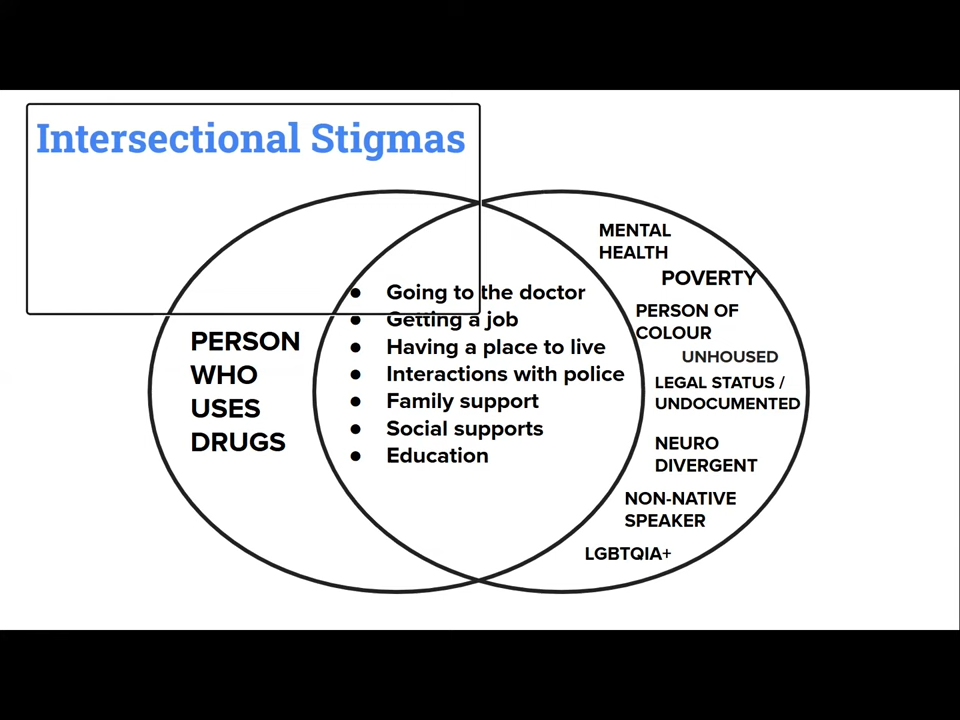 Intersectional Stigmas
PERSON
WHO
USES
DRUGS
● Going to the doctor
● Getting a job
● Having a place to live
● Interactions with police
● Family support
● Social supports
● Education
MENTAL
HEALTH
POVERTY
PERSON OF
COLOUR
UNHOUSED
LEGAL STATUS /
UNDOCUMENTED
NEURO
DIVERGENT
NON-NATIVE
SPEAKER
LGBTQIA+